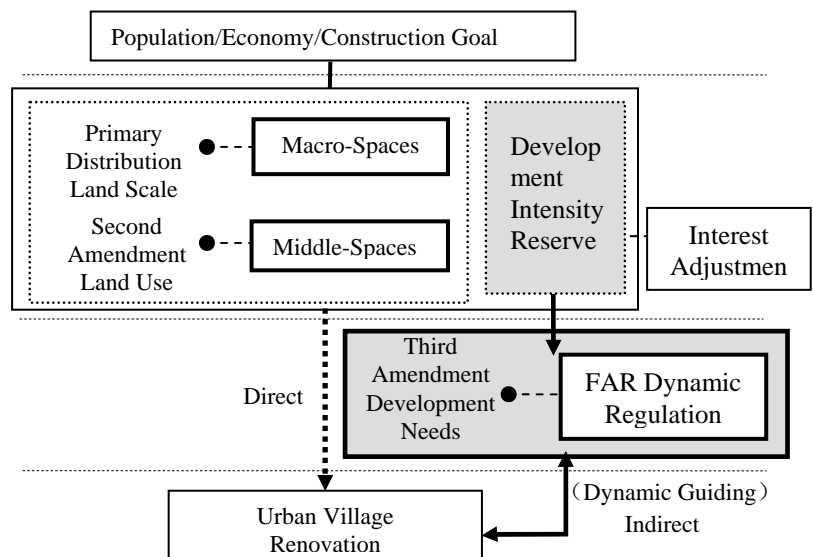 Population/Economy/Construction Goal
Primary
Distribution
Land Scale
Macro-Spaces
Second
Amendment
Land Use
Middle-Spaces
Develop
ment
Intensity
Reserve
Interest
Adjustmen
Direct
Third
Amendment
Development
Needs
FAR Dynamic
Regulation
（Dynamic Guiding）
Indirect
Urban Village
Renovation